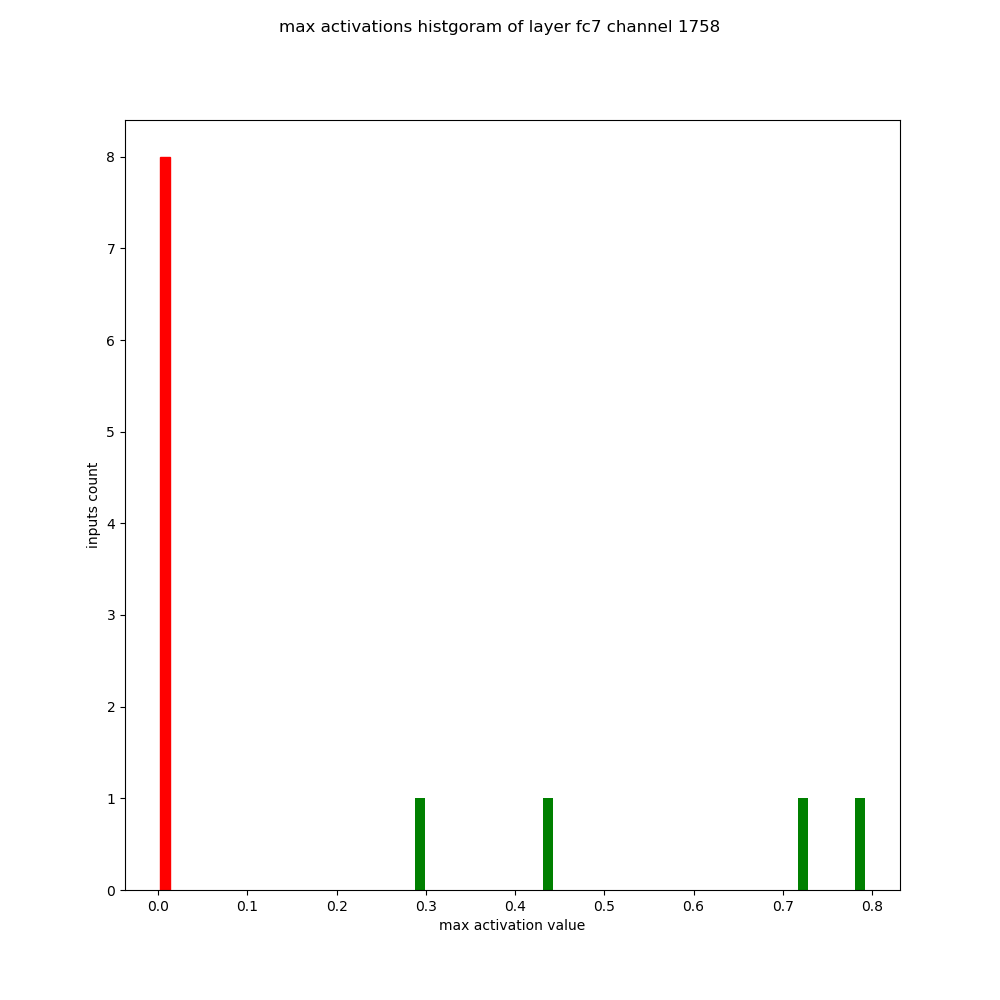 max activations histgoram of layer fc7 channel 1758
8
7
6
5
4
3
2
1
0
inputs count
0.0 0.1 0.2 0.3 0.4 0.5 0.6 0.7 0.8
max activation value